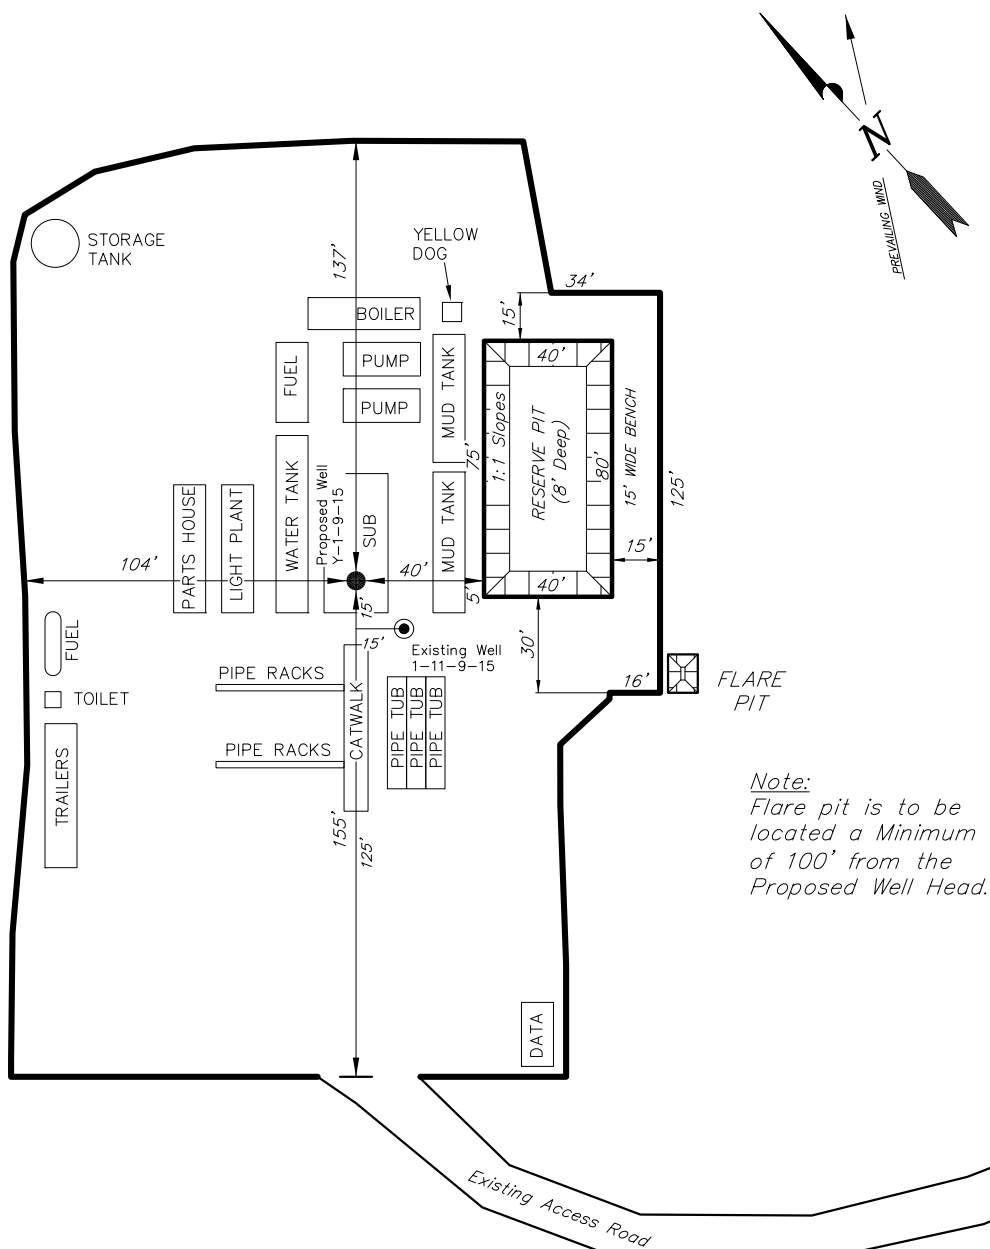 N
PREVAILING WIND
STORAGE
TANK
YELLOW
DOG
137'
34'
15'
BOILER
FUEL
PUMP
PUMP
MUD TANK
40'
1:1 Slopes
RESERVE PIT
(8' Deep)
80'
15' WIDE BENCH
125'
75'
PARTS HOUSE
LIGHT PLANT
WATER TANK
Proposed Well
Y-1-9-15
SUB
MUD TANK
104'
40'
5'
40'
15'
15'
15'
30'
Existing Well
1-11-9-15
16'
FUEL
TOILET
TRAILERS
PIPE RACKS
PIPE RACKS
CATWALK
PIPE TUB
PIPE TUB
PIPE TUB
FLARE
PIT
155'
125'
Note:
Flare pit is to be
located a Minimum
of 100' from the
Proposed Well Head.
DATA
Existing Access Road